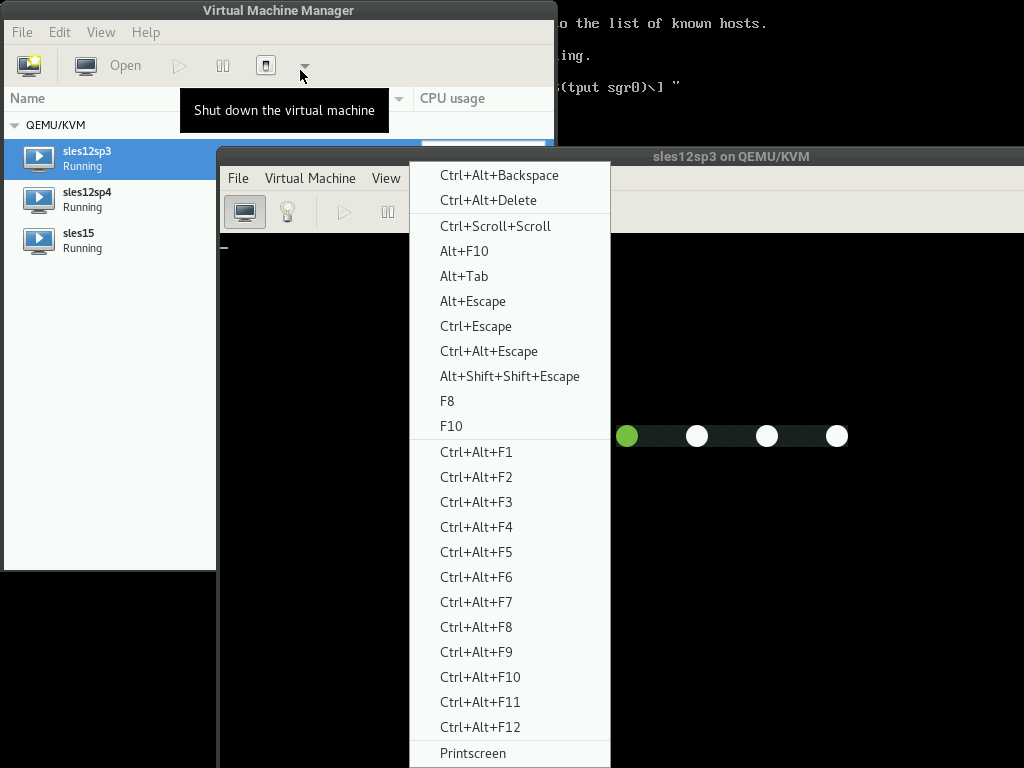 Virtual Machine Manager
File Edit View Help
Open
Shut down the virtual machine
Name CPU usage
QEMU/KVM
sles12sp3
Running
sles12sp4
Running
sles15
Running
the list of known hosts.
(tput sgr0)\] "
sles12sp3 on QEMU/KVM
File Virtual Machine View
Ctrl+Alt+Backspace
Ctrl+Alt+Delete
Ctrl+Scroll+Scroll
Alt+F10
Alt+Tab
Alt+Escape
Ctrl+Escape
Ctrl+Alt+Escape
Alt+Shift+Shift+Escape
F8
F10
Ctrl+Alt+F1
Ctrl+Alt+F2
Ctrl+Alt+F3
Ctrl+Alt+F4
Ctrl+Alt+F5
Ctrl+Alt+F6
Ctrl+Alt+F7
Ctrl+Alt+F8
Ctrl+Alt+F9
Ctrl+Alt+F10
Ctrl+Alt+F11
Ctrl+Alt+F12
Printscreen